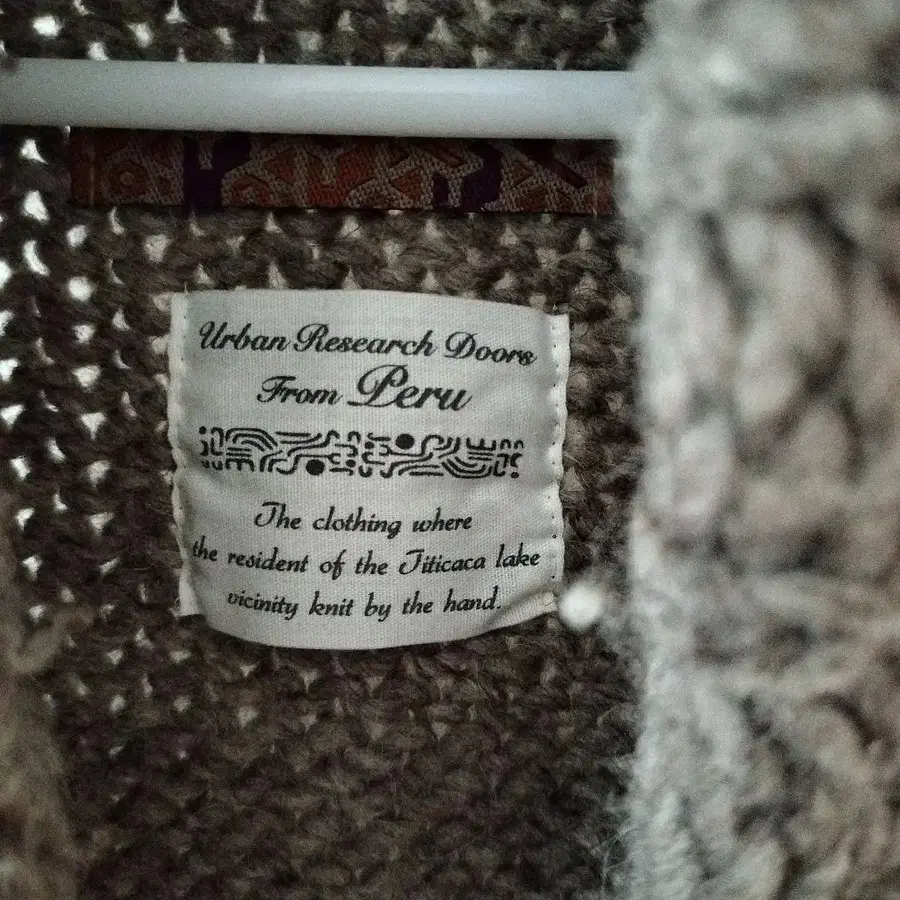 Urban Research Doors
From Peru
The clothing where
the resident of the Titicaca lake
vicinity knit by the hand.